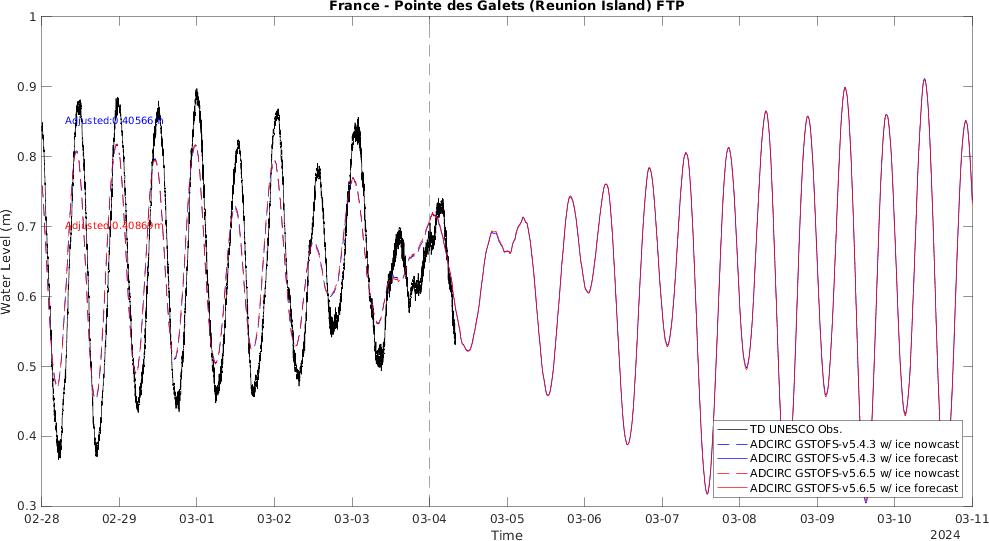 France - Pointe des Galets (Reunion Island) FTP
1
0.9
0.8
0.7
0.6
0.5
0.4
0.3
Water Level (m)
Adjusted:0.40566m
Adjusted:0.40869m
TD UNESCO Obs.
ADCIRC GSTOFS-v5.4.3 w/ ice nowcast
ADCIRC GSTOFS-v5.4.3 w/ ice forecast
ADCIRC GSTOFS-v5.6.5 w/ ice nowcast
ADCIRC GSTOFS-v5.6.5 w/ ice forecast
02-28 02-29 03-01 03-02 03-03 03-04 03-05 03-06 03-07 03-08 03-09 03-10 03-11
Time
2024